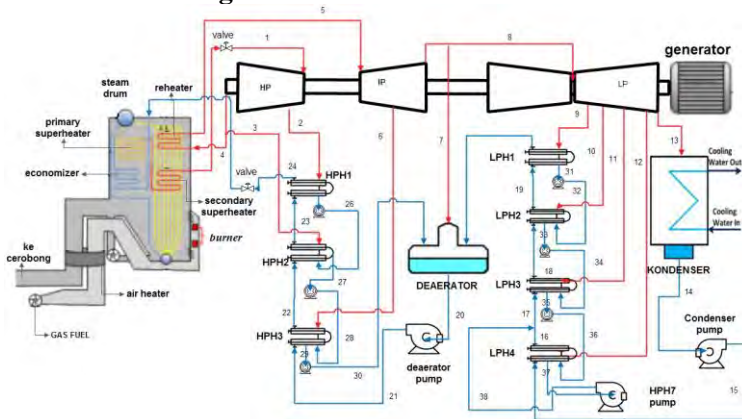 5
valve
1
8
generator
steam
drum
reheater
HP
IP
LP
primary
superheater
3
4
2
6
7
9
10
11
12
13
Cooling
Water Out
valve
24
HPH1
LPH1
31
economizer
secondary
superheater
26
19
32
23
LPH2
burner
Cooling
Water In
HPH2
33
34
ke
cerobong
27
DEAERATOR
18
LPH3
KONDENSER
air heater
35
22
28
17
14
20
36
Condenser
pump
GAS FUEL
HPH3
29
30
16
LPH4
37
deaerator
pump
21
38
HPH7
pump
15